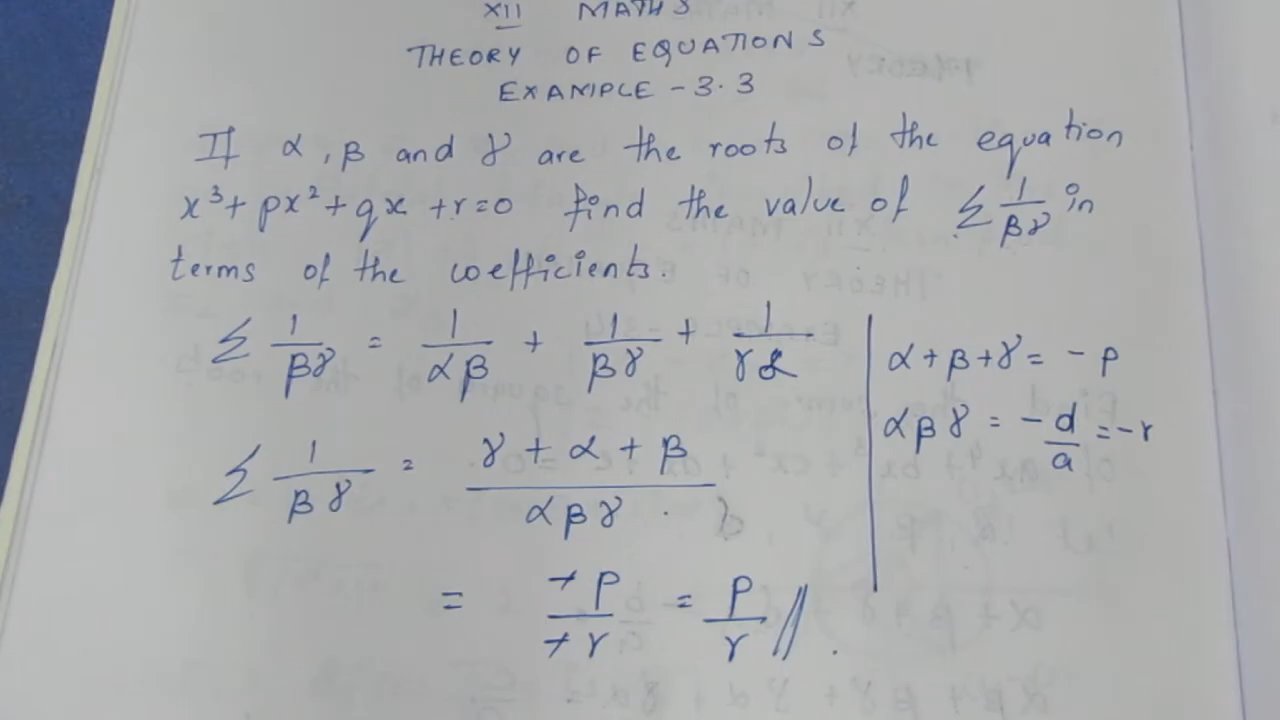 XII MATHS
THEORY OF EQUATIONS
EXAMPLE - 3.3
If α, β and γ are the roots of the equation
x³ + px² + qx + r = 0 find the value of Σ 1/βγ in
terms of the coefficients.
Σ 1/βγ = 1/αβ + 1/βγ + 1/γα
α + β + γ = - p
αβγ = - d/a = - r
Σ 1/βγ = γ + α + β / αβγ
= - p / - r = p/r //.